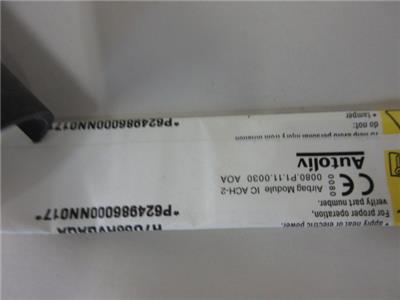 * apply heat or electric power.
For proper operation,
verify part number.
*P624986000NN017*
CE
0080
Airbag Module IC ACH-2
0080.P1.11.0030 AOA
Autoliv
*P624986000NN017*
To help avoid personal injury from
do not:
* tamper